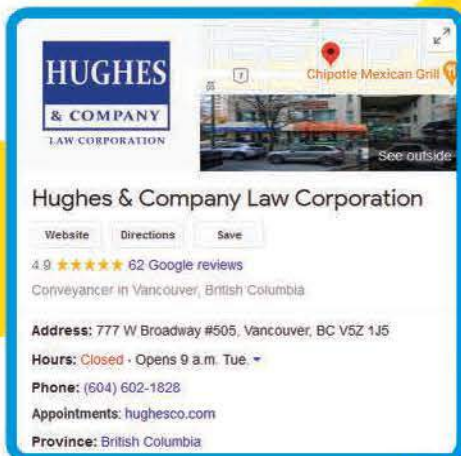 HUGHES
& COMPANY
LAW CORPORATION
7
St
Chipotle Mexican Grill
See outside
Hughes & Company Law Corporation
Website Directions Save
4.9 ★★★★★ 62 Google reviews
Conveyancer in Vancouver, British Columbia
Address: 777 W Broadway #505, Vancouver, BC V5Z 1J5
Hours: Closed · Opens 9 a.m. Tue.
Phone: (604) 602-1828
Appointments: hughesco.com
Province: British Columbia